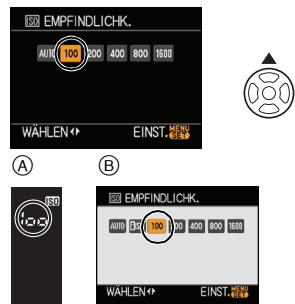 ISO EMPFINDLICHK.
AUTO 100 200 400 800 1600
WÄHLEN EINST. MENU SET
A B
ISO
100
ISO EMPFINDLICHK.
AUTO 100 200 400 800 1600
WÄHLEN EINST. MENU SET